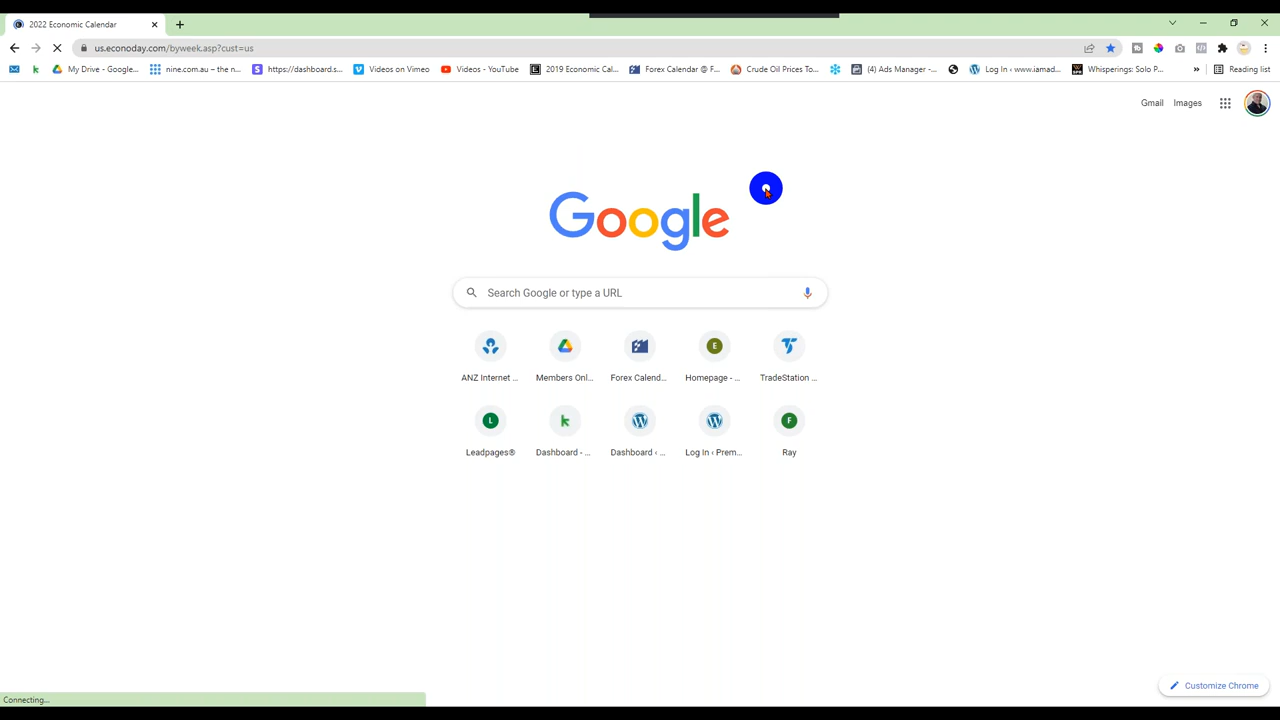 2022 Economic Calendar
us.econoday.com/byweek.asp?cust=us
My Drive - Google...
nine.com.au – the n...
https://dashboard.s...
Videos on Vimeo
Videos - YouTube
2019 Economic Cal...
Forex Calendar @ F...
Crude Oil Prices To...
(4) Ads Manager -...
Log In ‹ www.iamad...
Whisperings: Solo P...
»
Reading list
Gmail
Images
Google
Search Google or type a URL
E
ANZ Internet ...
Members Onl...
Forex Calend...
Homepage - ...
TradeStation ...
L
F
Leadpages®
Dashboard - ...
Dashboard ‹ ...
Log In ‹ Prem...
Ray
Customize Chrome
Connecting...